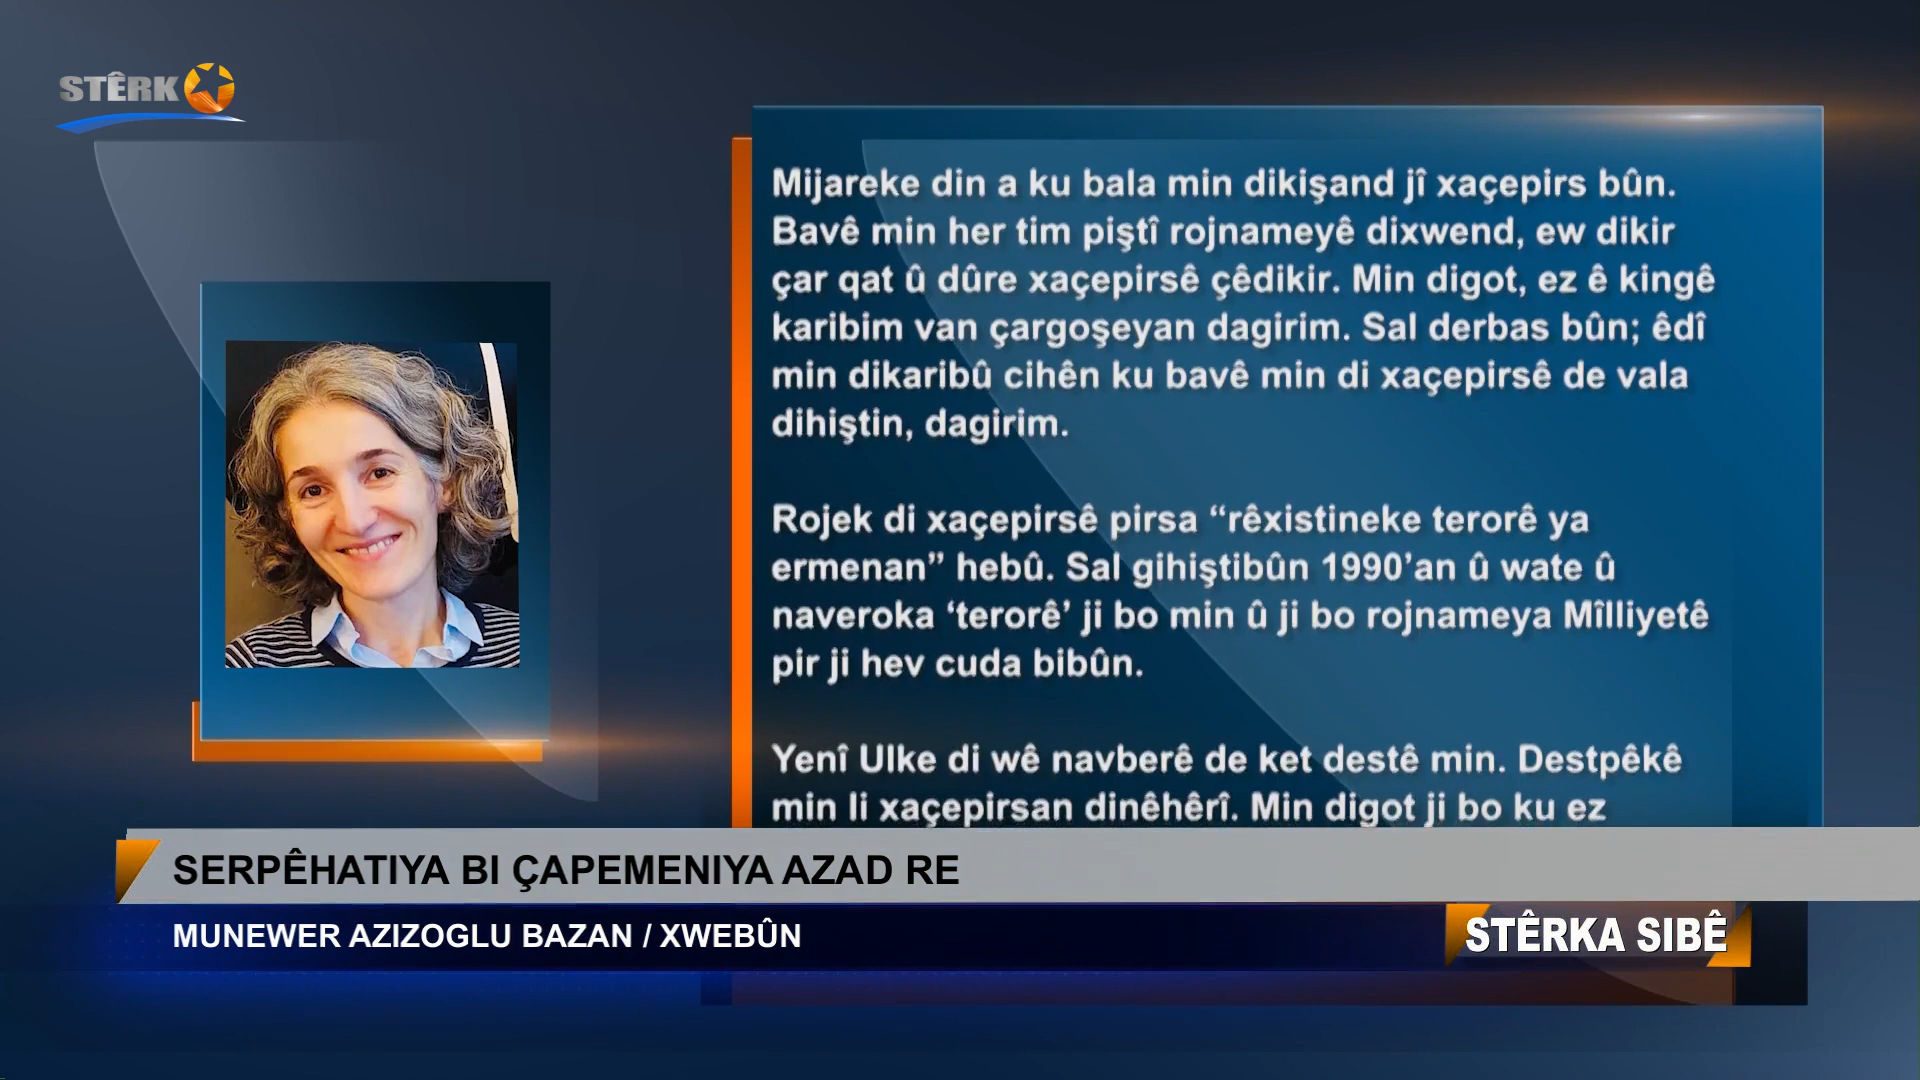 STÊRK
Mijareke din a ku bala min dikişand jî xaçepirs bûn.
Bavê min her tim piştî rojnameyê dixwend, ew dikir
çar qat û dûre xaçepirsê çêdikir. Min digot, ez ê kingê
karibim van çargoşeyan dagirim. Sal derbas bûn; êdî
min dikaribû cihên ku bavê min di xaçepirsê de vala
dihiştin, dagirim.
Rojek di xaçepirsê pirsa “rêxistineke terorê ya
ermenan” hebû. Sal gihiştibûn 1990’an û wate û
naveroka ‘terorê’ ji bo min û ji bo rojnameya Mîlliyetê
pir ji hev cuda bibûn.
Yenî Ulke di wê navberê de ket destê min. Destpêkê
min li xaçepirsan dinêhêrî. Min digot ji bo ku ez
SERPÊHATIYA BI ÇAPEMENIYA AZAD RE
MUNEWER AZIZOGLU BAZAN / XWEBÛN
STÊRKA SIBÊ